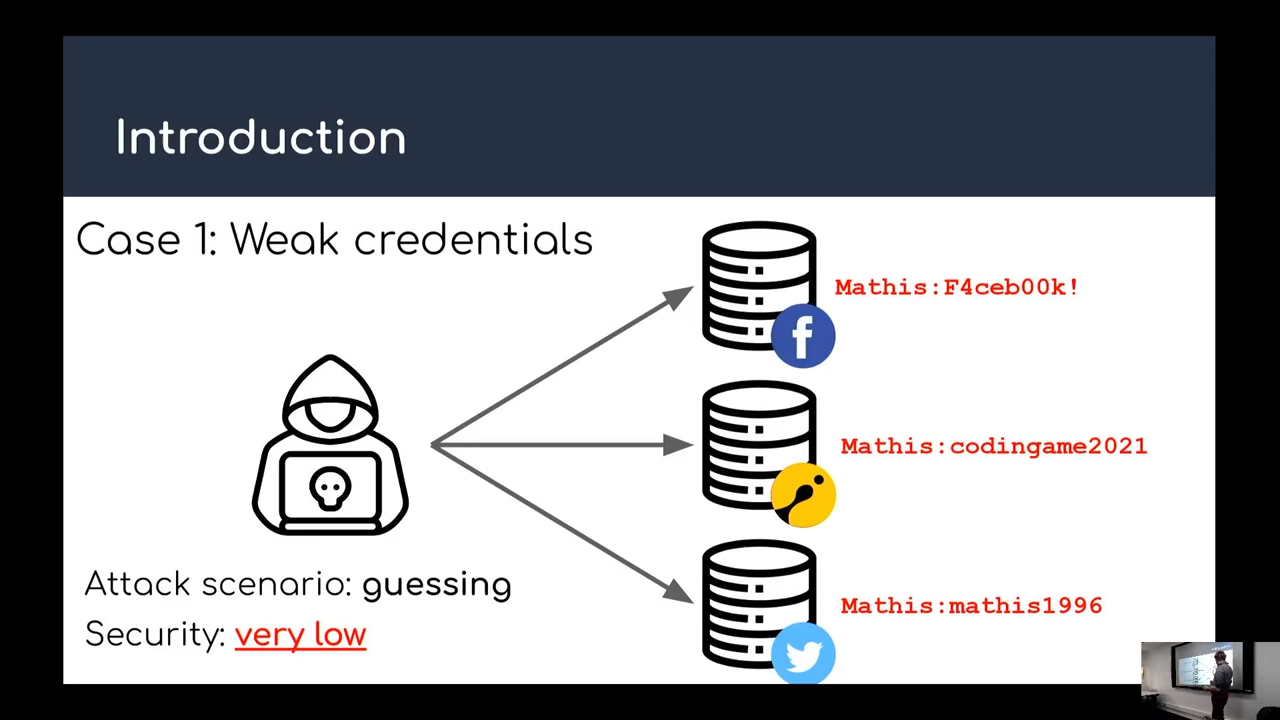 Introduction
Case 1: Weak credentials
Mathis:F4ceb00k!
Mathis:codingame2021
Mathis:mathis1996
Attack scenario: guessing
Security: very low